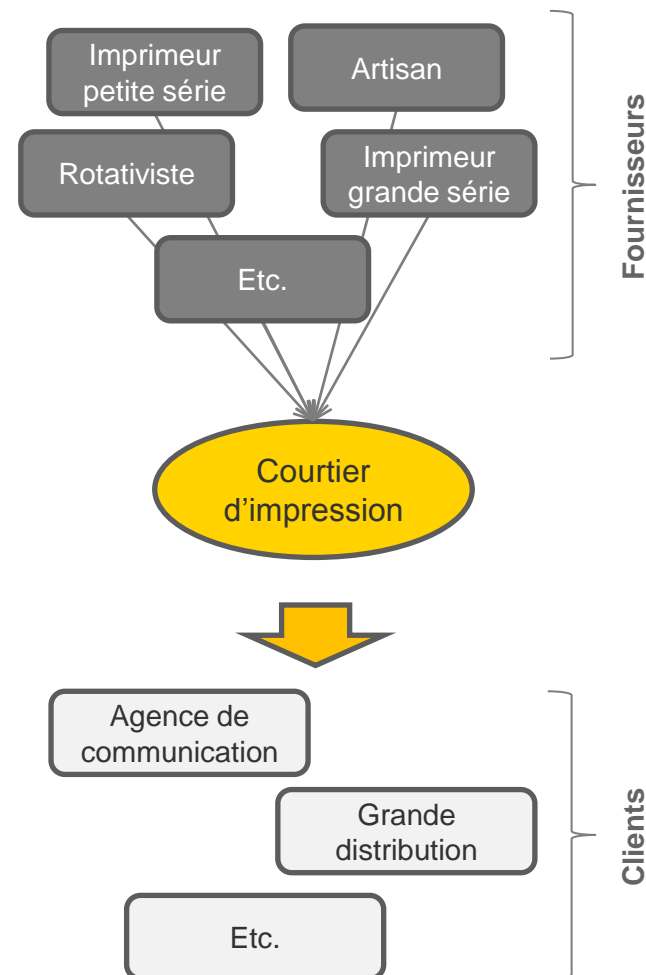 Imprimeur
petite série
Artisan
Rotativiste
Imprimeur
grande série
Etc.
Fournisseurs
Courtier
d’impression
Agence de
communication
Grande
distribution
Etc.
Clients